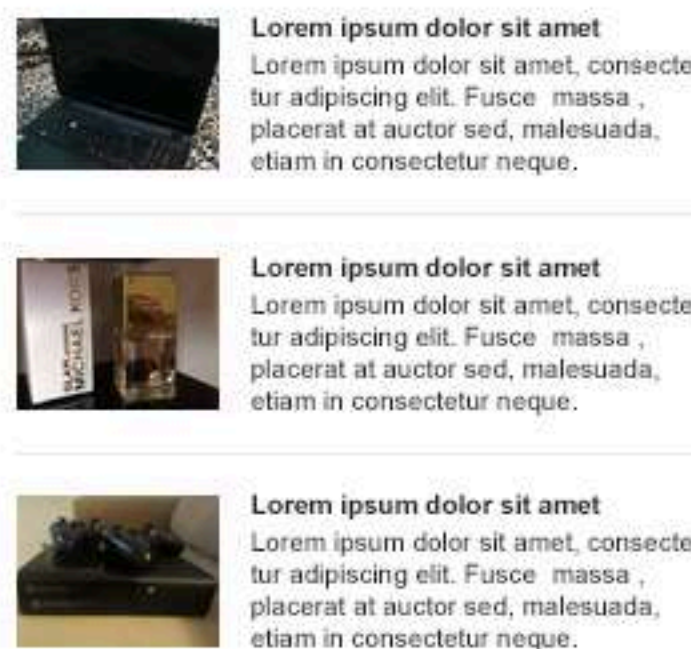 Lorem ipsum dolor sit amet
Lorem ipsum dolor sit amet, consecte
tur adipiscing elit. Fusce massa ,
placerat at auctor sed, malesuada,
etiam in consectetur neque.
MICHAEL KORS
Lorem ipsum dolor sit amet
Lorem ipsum dolor sit amet, consecte
tur adipiscing elit. Fusce massa ,
placerat at auctor sed, malesuada,
etiam in consectetur neque.
Lorem ipsum dolor sit amet
Lorem ipsum dolor sit amet, consecte
tur adipiscing elit. Fusce massa ,
placerat at auctor sed, malesuada,
etiam in consectetur neque.